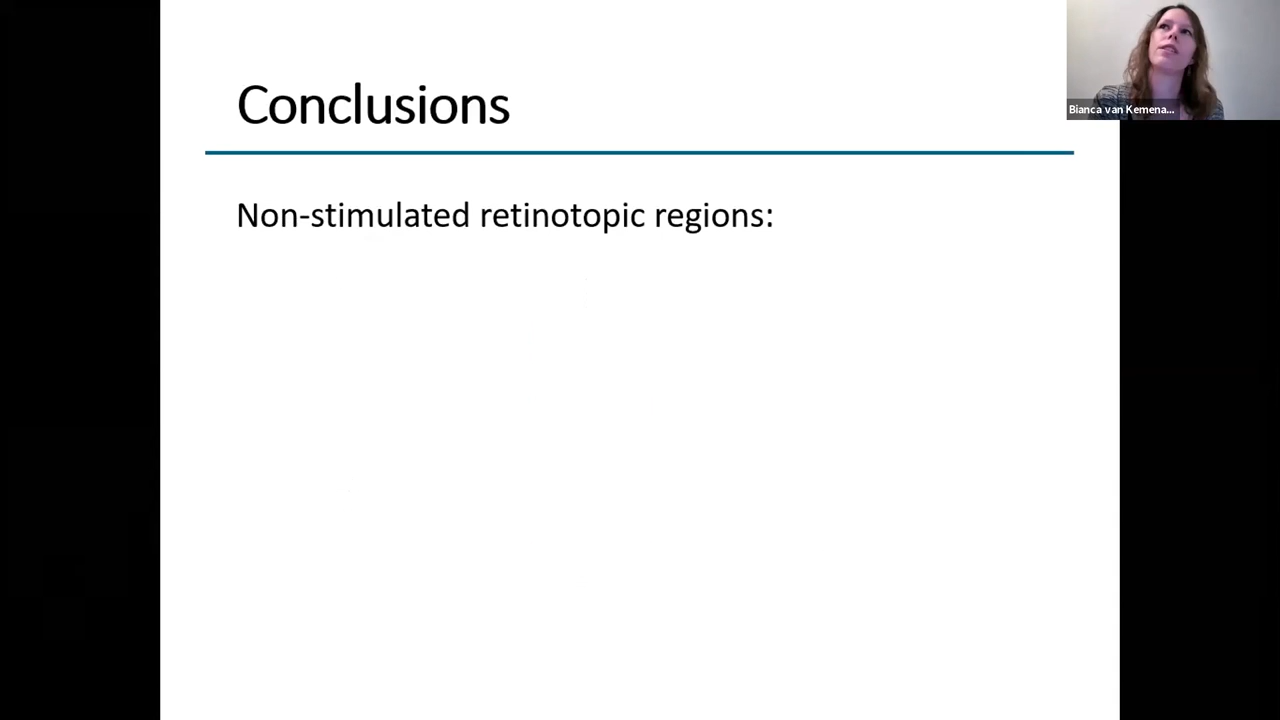 Conclusions
Bianca van Kemena...
Non-stimulated retinotopic regions: